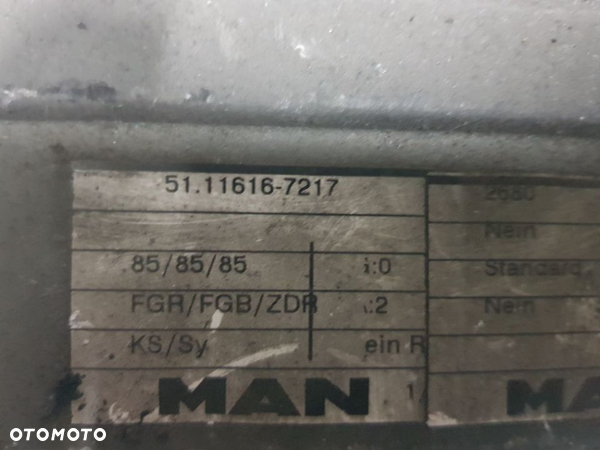 51.11616-7217
2680
Nein
85/85/85 :0 Standard
FGR/FGB/ZDR :2 Nein
KS/Sy ein R
MAN 1 MA
OTOMOTO